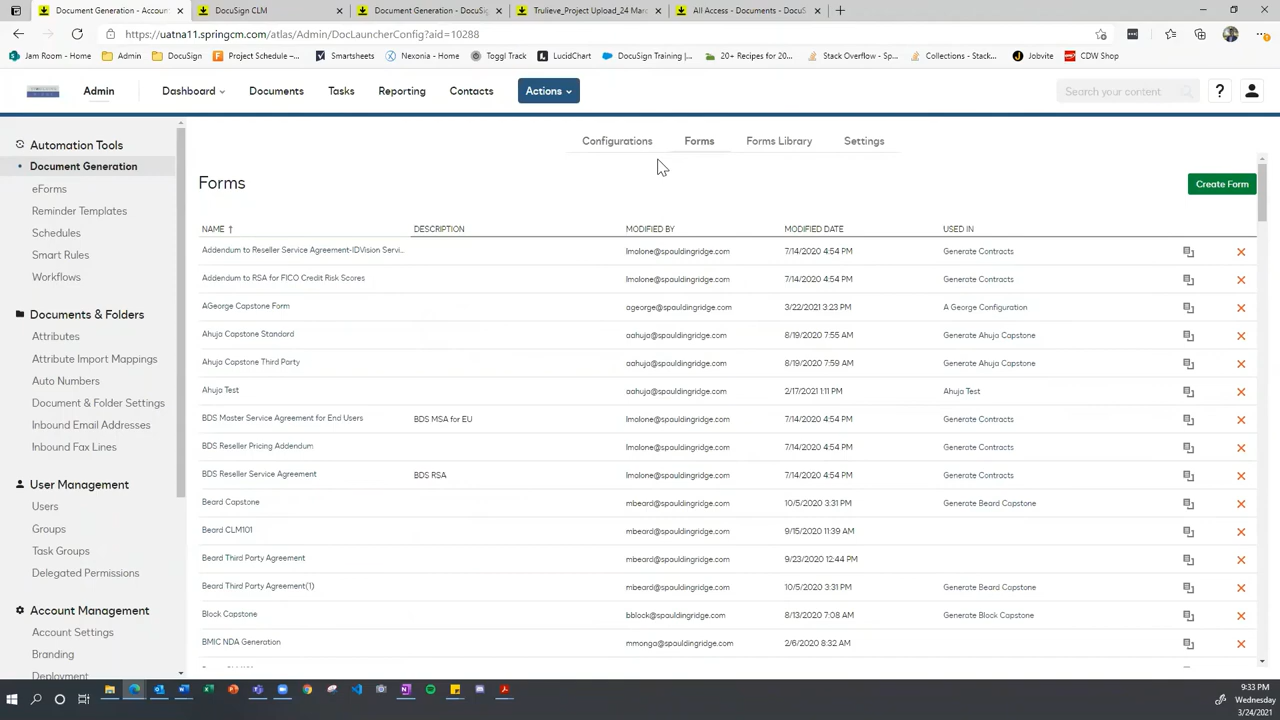 Document Generation - Accoun
DocuSign CLM
Document Generation - DocuSig
Trulieve_Project Upload_24 Marc
All Access - Documents - DocuS
https://uatna11.springcm.com/atlas/Admin/DocLauncherConfig?aid=10288
Jam Room - Home
Admin
DocuSign
Project Schedule –...
Smartsheets
Nexonia - Home
Toggl Track
LucidChart
DocuSign Training |...
20+ Recipes for 20...
Stack Overflow - Sp...
Collections - Stack...
Jobvite
CDW Shop
Admin
Dashboard
Documents
Tasks
Reporting
Contacts
Actions
Search your content
?
Automation Tools
Document Generation
eForms
Reminder Templates
Schedules
Smart Rules
Workflows
Documents & Folders
Attributes
Attribute Import Mappings
Auto Numbers
Document & Folder Settings
Inbound Email Addresses
Inbound Fax Lines
User Management
Users
Groups
Task Groups
Delegated Permissions
Account Management
Account Settings
Branding
Deployment
Configurations
Forms
Forms Library
Settings
Forms
Create Form
NAME ↑ DESCRIPTION MODIFIED BY MODIFIED DATE USED IN
Addendum to Reseller Service Agreement-IDVision Servi... lmolone@spauldingridge.com 7/14/2020 4:54 PM Generate Contracts
Addendum to RSA for FICO Credit Risk Scores lmolone@spauldingridge.com 7/14/2020 4:54 PM Generate Contracts
AGeorge Capstone Form ageorge@spauldingridge.com 3/22/2021 3:23 PM A George Configuration
Ahuja Capstone Standard aahuja@spauldingridge.com 8/19/2020 7:55 AM Generate Ahuja Capstone
Ahuja Capstone Third Party aahuja@spauldingridge.com 8/19/2020 7:59 AM Generate Ahuja Capstone
Ahuja Test aahuja@spauldingridge.com 2/17/2021 1:11 PM Ahuja Test
BDS Master Service Agreement for End Users BDS MSA for EU lmolone@spauldingridge.com 7/14/2020 4:54 PM Generate Contracts
BDS Reseller Pricing Addendum lmolone@spauldingridge.com 7/14/2020 4:54 PM Generate Contracts
BDS Reseller Service Agreement BDS RSA lmolone@spauldingridge.com 7/14/2020 4:54 PM Generate Contracts
Beard Capstone mbeard@spauldingridge.com 10/5/2020 3:31 PM Generate Beard Capstone
Beard CLM101 mbeard@spauldingridge.com 9/15/2020 11:39 AM
Beard Third Party Agreement mbeard@spauldingridge.com 9/23/2020 12:44 PM
Beard Third Party Agreement(1) mbeard@spauldingridge.com 10/5/2020 3:31 PM Generate Beard Capstone
Block Capstone bblock@spauldingridge.com 8/13/2020 7:08 AM Generate Block Capstone
BMIC NDA Generation mmonga@spauldingridge.com 2/6/2020 8:32 AM
9:33 PM
Wednesday
3/24/2021